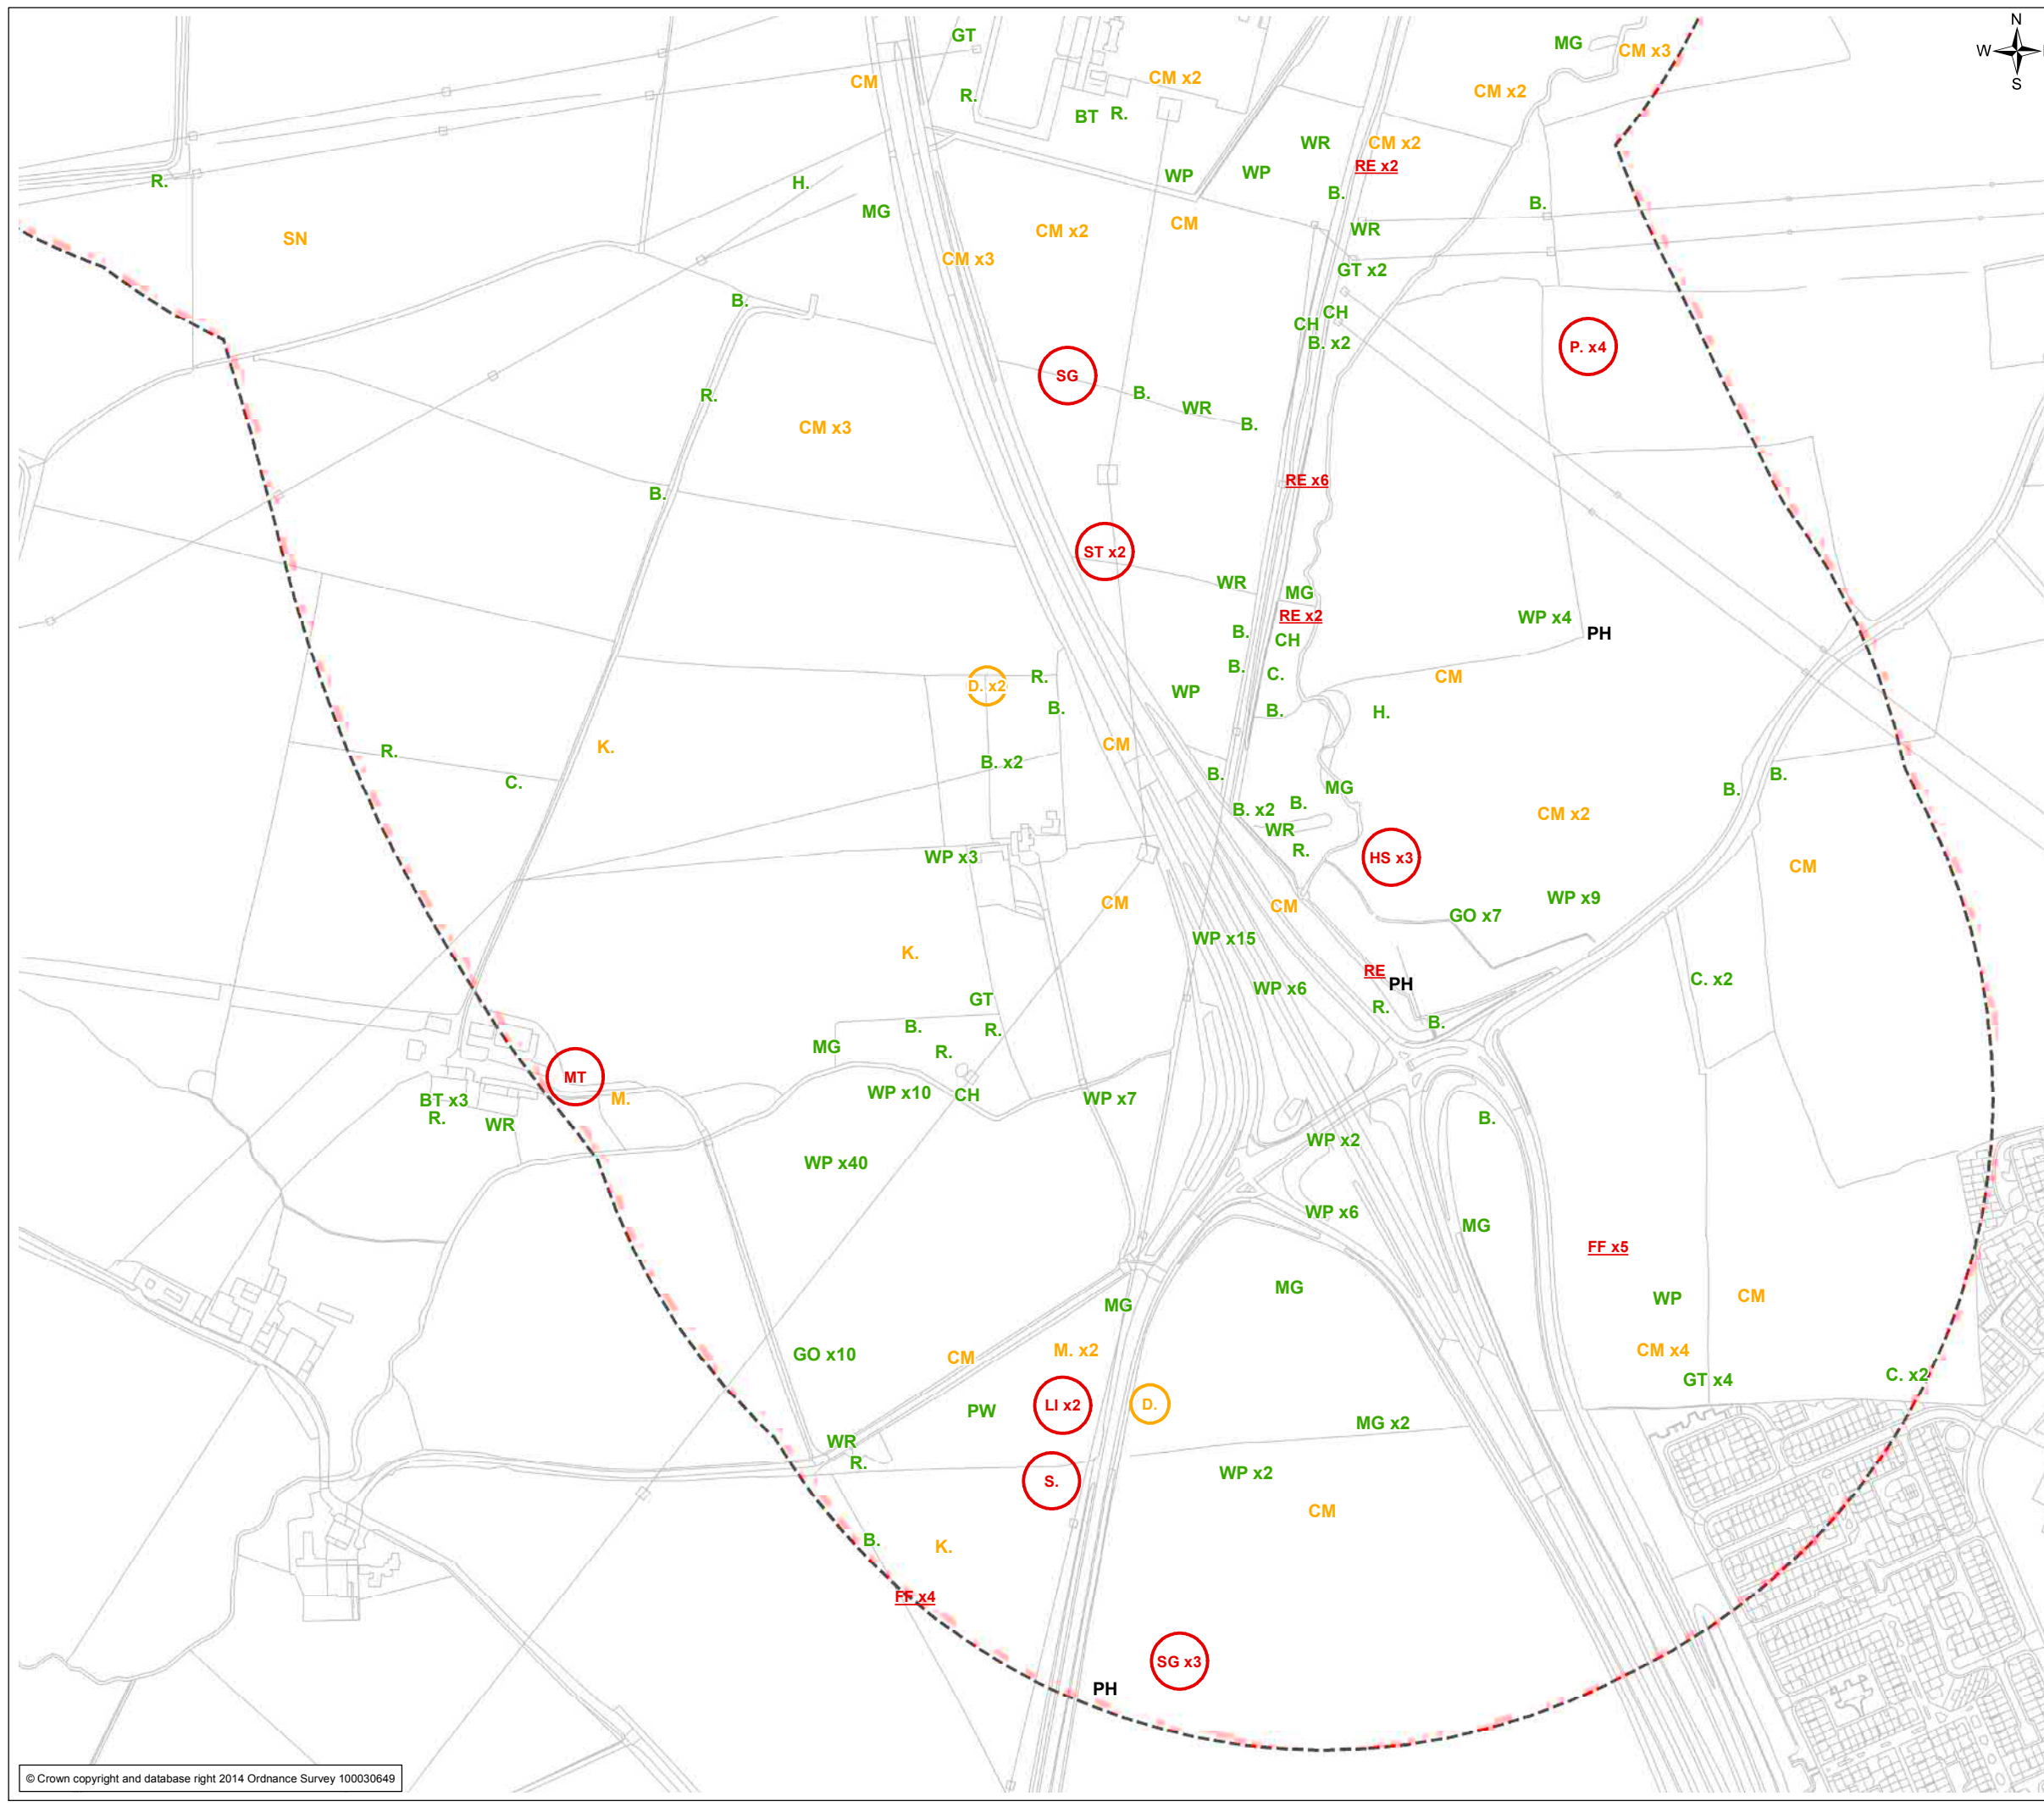 N
GT
MG
CM x3
W
S
CM
CM x2
CM x2
R.
BT
R.
WR
CM x2
RE x2
WP
WP
R.
H.
B.
B.
MG
CM x2
CM
WR
SN
CM x3
GT x2
B.
CH
CH
B. x2
P. x4
SG
R.
B.
WR
B.
CM x3
RE x6
B.
ST x2
WR
MG
RE x2
WP x4
B.
CH
PH
B.
C.
D. x2
R.
CM
WP
B.
B.
H.
K.
CM
R.
B. x2
C.
B.
MG
B.
B.
B. x2
B.
CM x2
WR
R.
WP x3
HS x3
CM
CM
CM
WP x9
GO x7
WP x15
K.
RE
PH
C. x2
WP x6
GT
R.
B.
R.
B.
MG
R.
MT
WP x10
CH
WP x7
M.
BT x3
R.
WR
B.
WP x2
WP x40
WP x6
MG
FF x5
MG
WP
CM
MG
GO x10
CM
M. x2
CM x4
GT x4
C. x2
PW
LI x2
D.
MG x2
WR
R.
S.
WP x2
CM
B.
K.
FF x4
SG x3
PH
© Crown copyright and database right 2014 Ordnance Survey 100030649